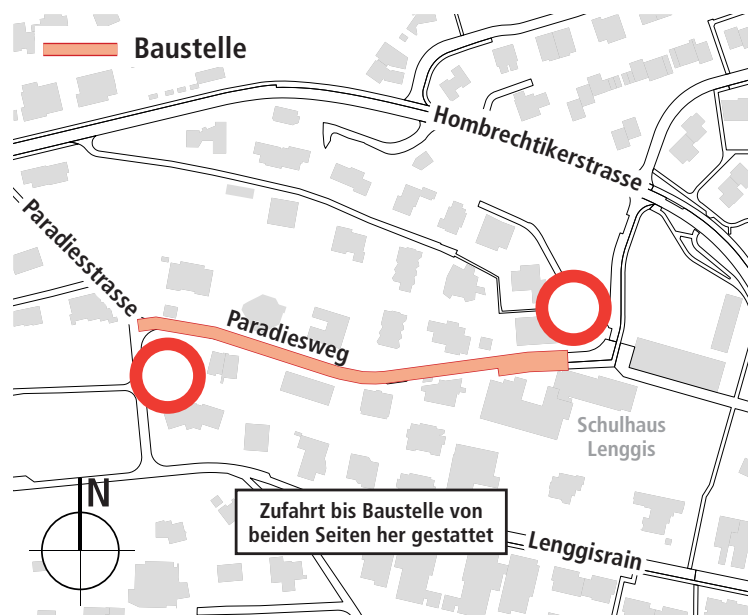 Baustelle
Hombrechtikerstrasse
Paradiesstrasse
Paradiesweg
Schulhaus
Lenggis
N
Zufahrt bis Baustelle von
beiden Seiten her gestattet
Lenggisrain